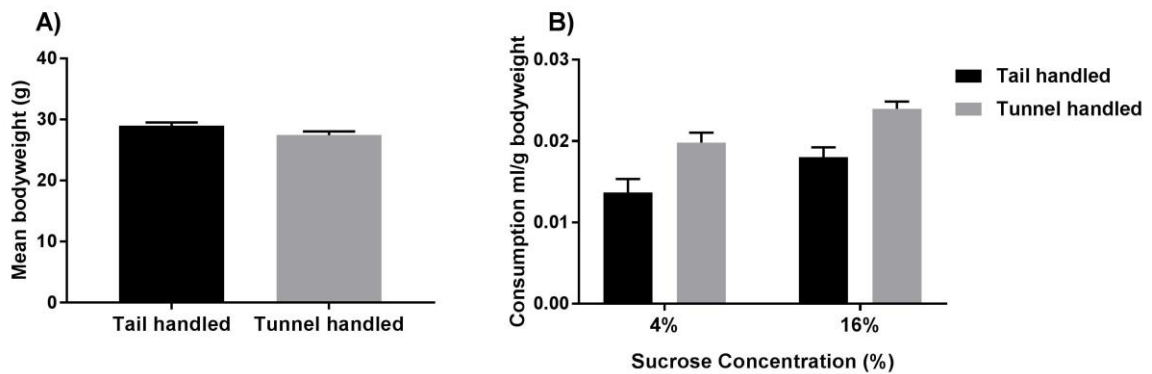 A)
Mean bodyweight (g)
40
30
20
10
0
Tail handled
Tunnel handled
B)
Consumption ml/g bodyweight
0.03
0.02
0.01
0.00
4%
16%
Sucrose Concentration (%)
Tail handled
Tunnel handled